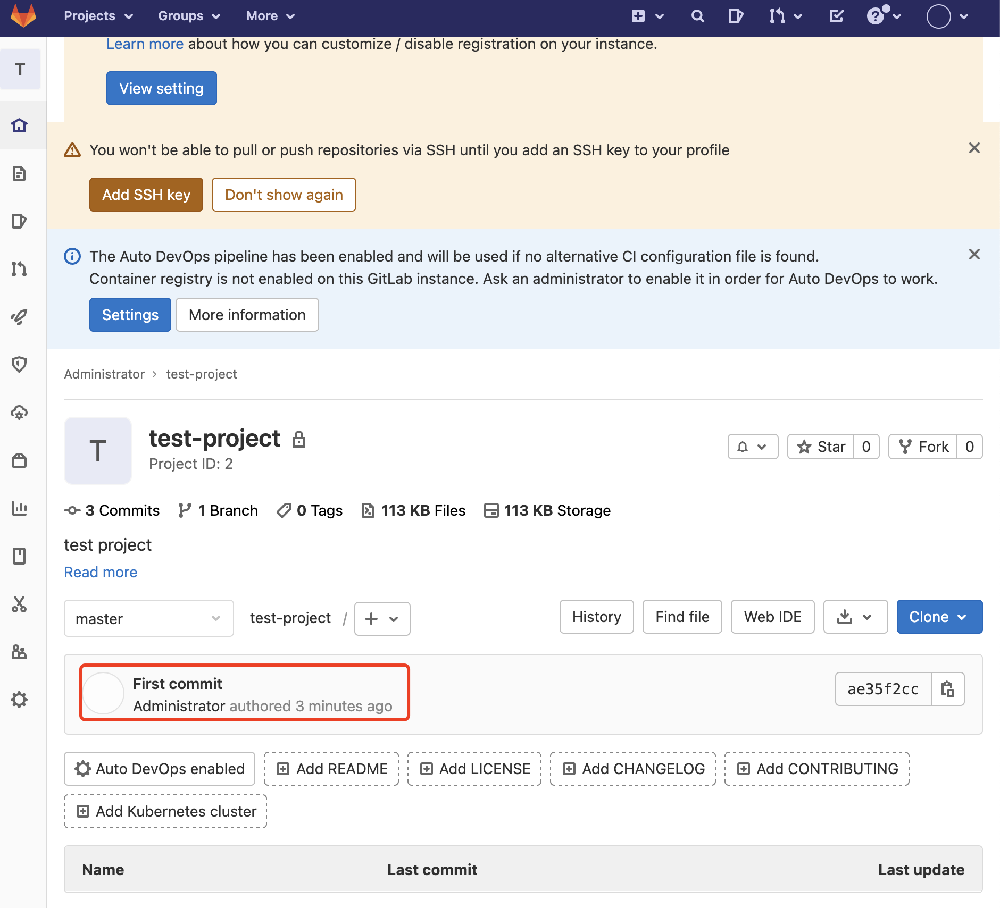 Projects Groups More
Learn more about how you can customize / disable registration on your instance.
T
View setting
You won't be able to pull or push repositories via SSH until you add an SSH key to your profile
Add SSH key Don't show again
The Auto DevOps pipeline has been enabled and will be used if no alternative CI configuration file is found.
Container registry is not enabled on this GitLab instance. Ask an administrator to enable it in order for Auto DevOps to work.
Settings More information
Administrator > test-project
T
test-project
Project ID: 2
Star 0 Fork 0
3 Commits 1 Branch 0 Tags 113 KB Files 113 KB Storage
test project
Read more
master test-project / + History Find file Web IDE Clone
First commit
Administrator authored 3 minutes ago
ae35f2cc
Auto DevOps enabled Add README Add LICENSE Add CHANGELOG Add CONTRIBUTING
Add Kubernetes cluster
Name Last commit Last update